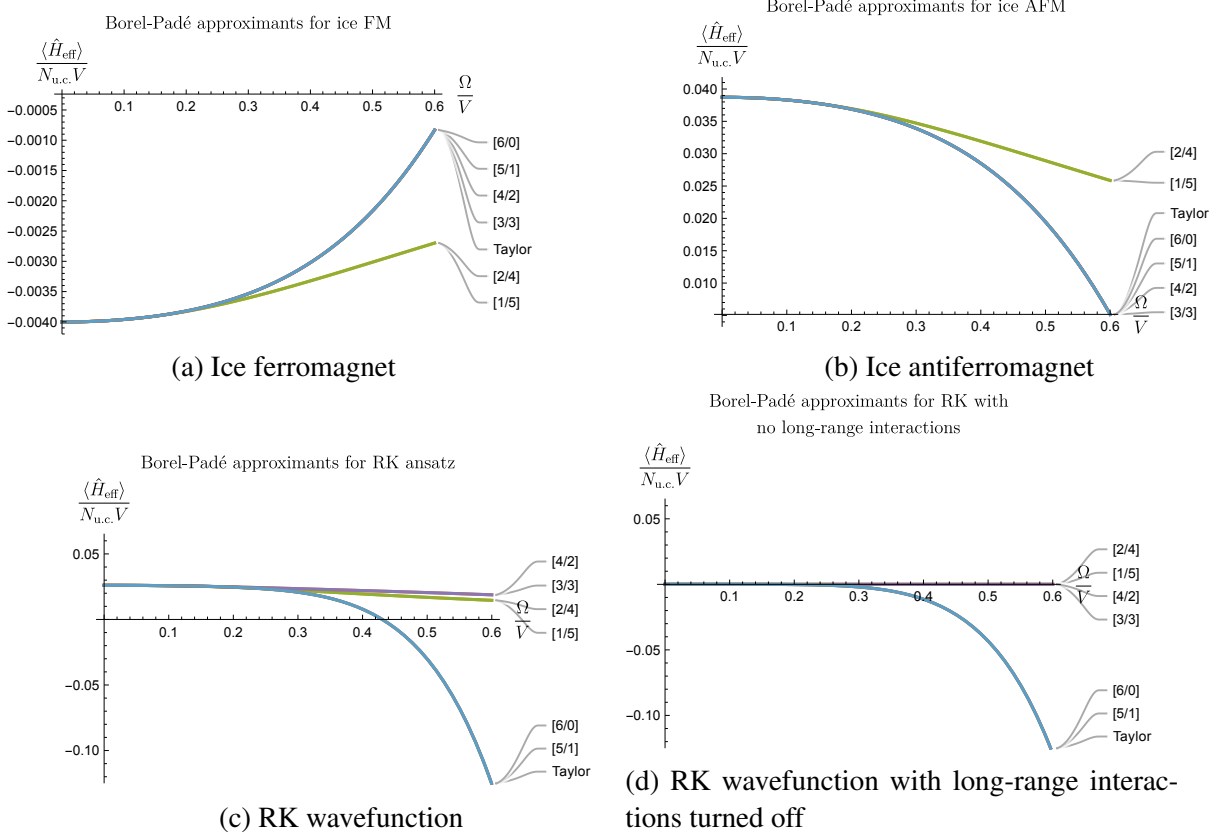 Borel-Padé approximants for ice FM
⟨Ĥeff⟩
Nu.c.V
Ω
V
0.1 0.2 0.3 0.4 0.5 0.6
−0.0005
−0.0010
−0.0015
−0.0020
−0.0025
−0.0030
−0.0035
−0.0040
[6/0]
[5/1]
[4/2]
[3/3]
Taylor
[2/4]
[1/5]
(a) Ice ferromagnet
Borel-Padé approximants for ice AFM
⟨Ĥeff⟩
Nu.c.V
0.040
0.035
0.030
0.025
0.020
0.015
0.010
0.1 0.2 0.3 0.4 0.5 0.6
Ω
V
[2/4]
[1/5]
Taylor
[6/0]
[5/1]
[4/2]
[3/3]
(b) Ice antiferromagnet
Borel-Padé approximants for RK ansatz
⟨Ĥeff⟩
Nu.c.V
0.05
−0.05
−0.10
0.1 0.2 0.3 0.4 0.5 0.6
Ω
V
[4/2]
[3/3]
[2/4]
[1/5]
[6/0]
[5/1]
Taylor
(c) RK wavefunction
Borel-Padé approximants for RK with
no long-range interactions
⟨Ĥeff⟩
Nu.c.V
0.05
−0.05
−0.10
0.1 0.2 0.3 0.4 0.5 0.6
Ω
V
[2/4]
[1/5]
[4/2]
[3/3]
[6/0]
[5/1]
Taylor
(d) RK wavefunction with long-range interac-
tions turned off